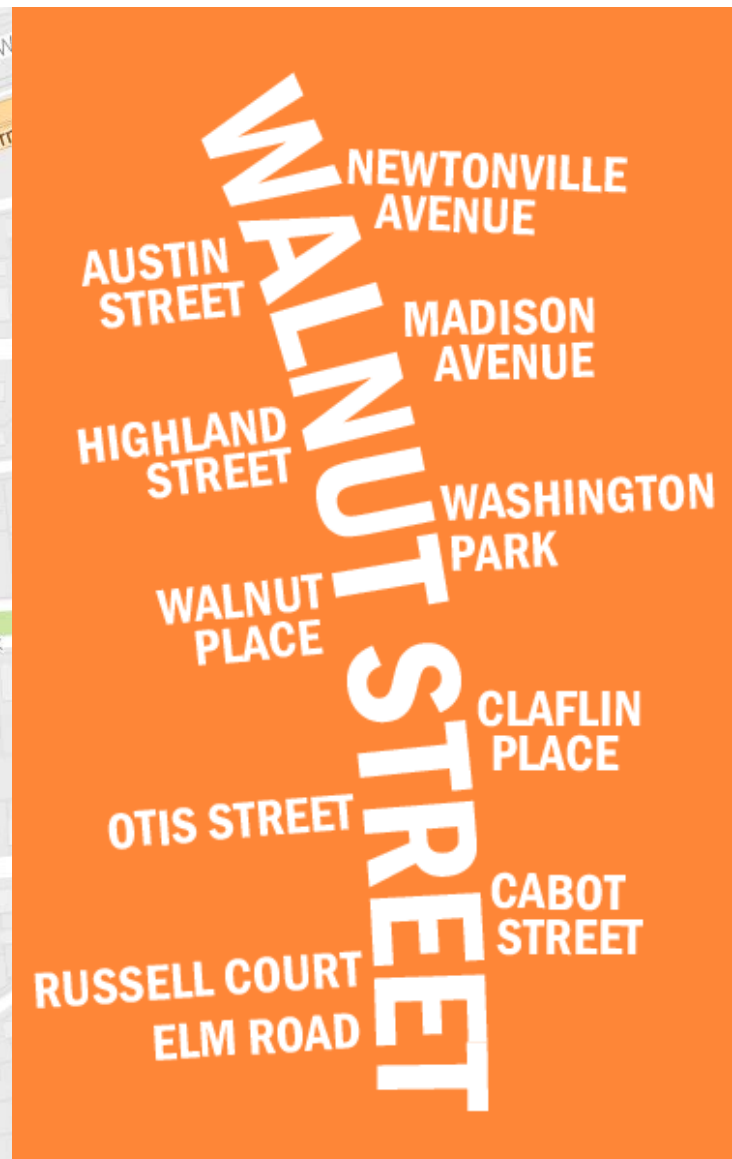 WALNUT STREET
NEWTONVILLE
AVENUE
AUSTIN
STREET
MADISON
AVENUE
HIGHLAND
STREET
WASHINGTON
PARK
WALNUT
PLACE
CLAFLIN
PLACE
OTIS STREET
CABOT
STREET
RUSSELL COURT
ELM ROAD